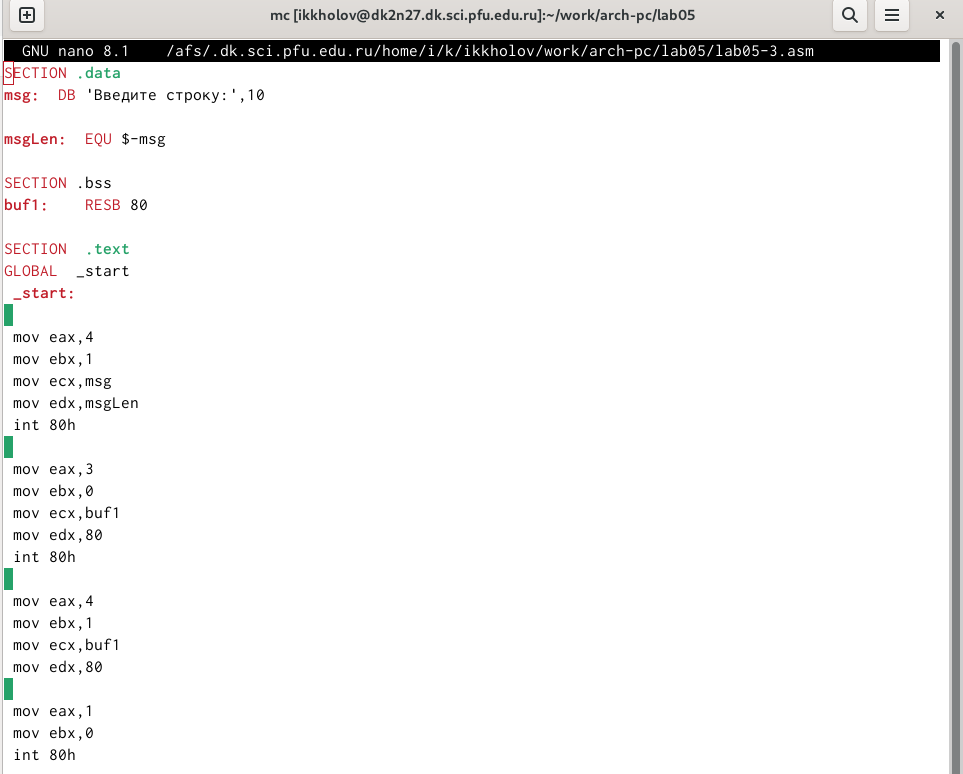 mc [ikkholov@dk2n27.dk.sci.pfu.edu.ru]:~/work/arch-pc/lab05
GNU nano 8.1    /afs/.dk.sci.pfu.edu.ru/home/i/k/ikkholov/work/arch-pc/lab05/lab05-3.asm
SECTION .data
msg:  DB 'Введите строку:',10
msgLen:  EQU $-msg
SECTION .bss
buf1:    RESB 80
SECTION  .text
GLOBAL  _start
_start:
mov eax,4
mov ebx,1
mov ecx,msg
mov edx,msgLen
int 80h
mov eax,3
mov ebx,0
mov ecx,buf1
mov edx,80
int 80h
mov eax,4
mov ebx,1
mov ecx,buf1
mov edx,80
mov eax,1
mov ebx,0
int 80h